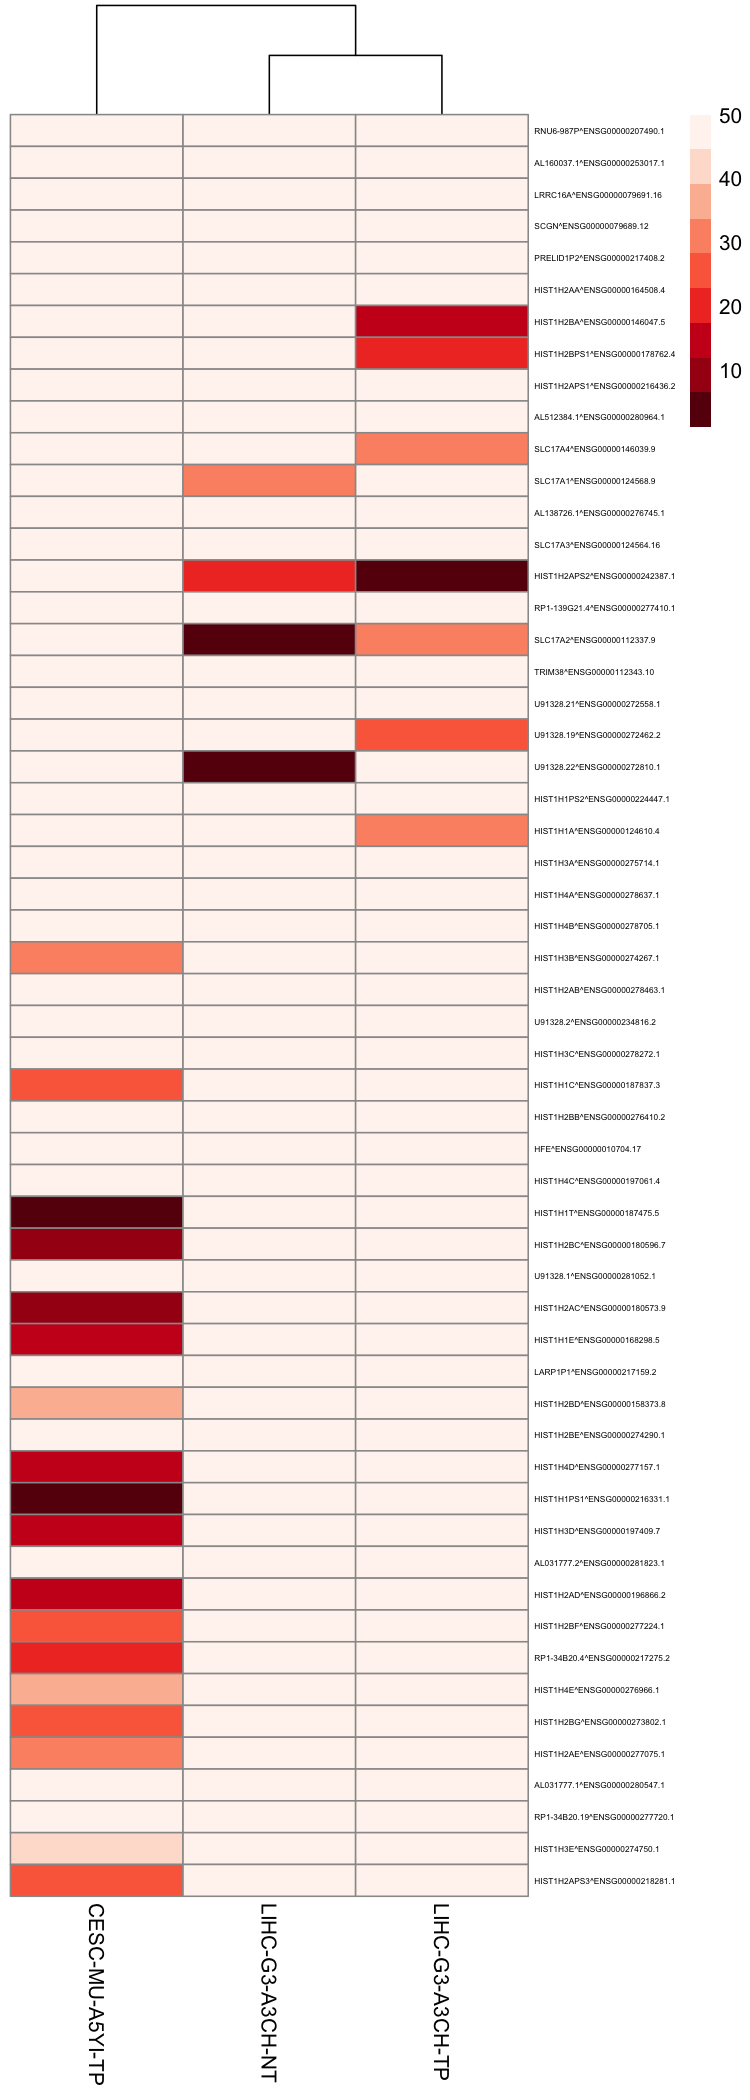 RNU6-987P^ENSG00000207490.1
AL160037.1^ENSG00000253017.1
LRRC16A^ENSG00000079691.16
SCGN^ENSG00000079689.12
PRELID1P2^ENSG00000217408.2
HIST1H2AA^ENSG00000164508.4
HIST1H2BA^ENSG00000146047.5
HIST1H2BPS1^ENSG00000178762.4
HIST1H2APS1^ENSG00000216436.2
AL512384.1^ENSG00000280964.1
SLC17A4^ENSG00000146039.9
SLC17A1^ENSG00000124568.9
AL138726.1^ENSG00000276745.1
SLC17A3^ENSG00000124564.16
HIST1H2APS2^ENSG00000242387.1
RP1-139G21.4^ENSG00000277410.1
SLC17A2^ENSG00000112337.9
TRIM38^ENSG00000112343.10
U91328.21^ENSG00000272558.1
U91328.19^ENSG00000272462.2
U91328.22^ENSG00000272810.1
HIST1H1PS2^ENSG00000224447.1
HIST1H1A^ENSG00000124610.4
HIST1H3A^ENSG00000275714.1
HIST1H4A^ENSG00000278637.1
HIST1H4B^ENSG00000278705.1
HIST1H3B^ENSG00000274267.1
HIST1H2AB^ENSG00000278463.1
U91328.2^ENSG00000234816.2
HIST1H3C^ENSG00000278272.1
HIST1H1C^ENSG00000187837.3
HIST1H2BB^ENSG00000276410.2
HFE^ENSG00000010704.17
HIST1H4C^ENSG00000197061.4
HIST1H1T^ENSG00000187475.5
HIST1H2BC^ENSG00000180596.7
U91328.1^ENSG00000281052.1
HIST1H2AC^ENSG00000180573.9
HIST1H1E^ENSG00000168298.5
LARP1P1^ENSG00000217159.2
HIST1H2BD^ENSG00000158373.8
HIST1H2BE^ENSG00000274290.1
HIST1H4D^ENSG00000277157.1
HIST1H1PS1^ENSG00000216331.1
HIST1H3D^ENSG00000197409.7
AL031777.2^ENSG00000281823.1
HIST1H2AD^ENSG00000196866.2
HIST1H2BF^ENSG00000277224.1
RP1-34B20.4^ENSG00000217275.2
HIST1H4E^ENSG00000276966.1
HIST1H2BG^ENSG00000273802.1
HIST1H2AE^ENSG00000277075.1
AL031777.1^ENSG00000280547.1
RP1-34B20.19^ENSG00000277720.1
HIST1H3E^ENSG00000274750.1
HIST1H2APS3^ENSG00000218281.1
50
40
30
20
10
CESC-MU-A5YI-TP
LIHC-G3-A3CH-NT
LIHC-G3-A3CH-TP